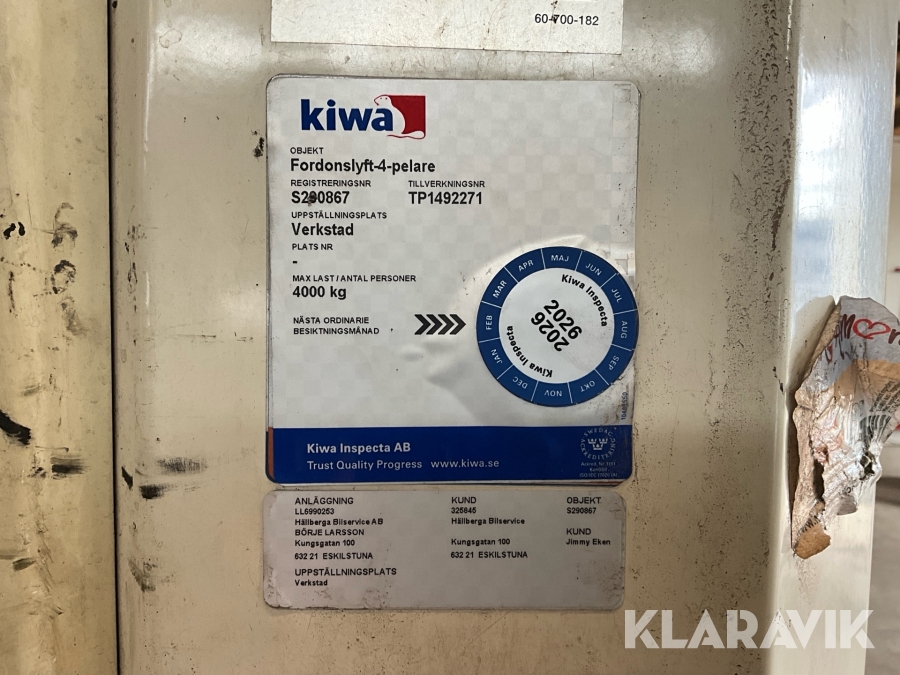 60-700-182
kiwa
OBJEKT
Fordonslyft-4-pelare
REGISTRERINGSNR TILLVERKNINGSNR
S290867 TP1492271
UPPSTÄLLNINGSPLATS
Verkstad
PLATS NR
-
MAX LAST / ANTAL PERSONER
4000 kg
NÄSTA ORDINARIE
BESIKTNINGSMÅNAD
JAN FEB MAR APR MAJ JUN JUL AUG SEP OKT NOV DEC
Kiwa Inspecta
2026
2026
Kiwa Inspecta
Kiwa Inspecta AB
Trust Quality Progress www.kiwa.se
SWEDAC
ACKREDITERING
ANLÄGGNING KUND OBJEKT
LL6990253 325845 S290867
Hällberga Bilservice AB Hällberga Bilservice
BÖRJE LARSSON KUND
Kungsgatan 100 Kungsgatan 100 Jimmy Eken
632 21 ESKILSTUNA 632 21 ESKILSTUNA
UPPSTÄLLNINGSPLATS
Verkstad
KLARAVIK